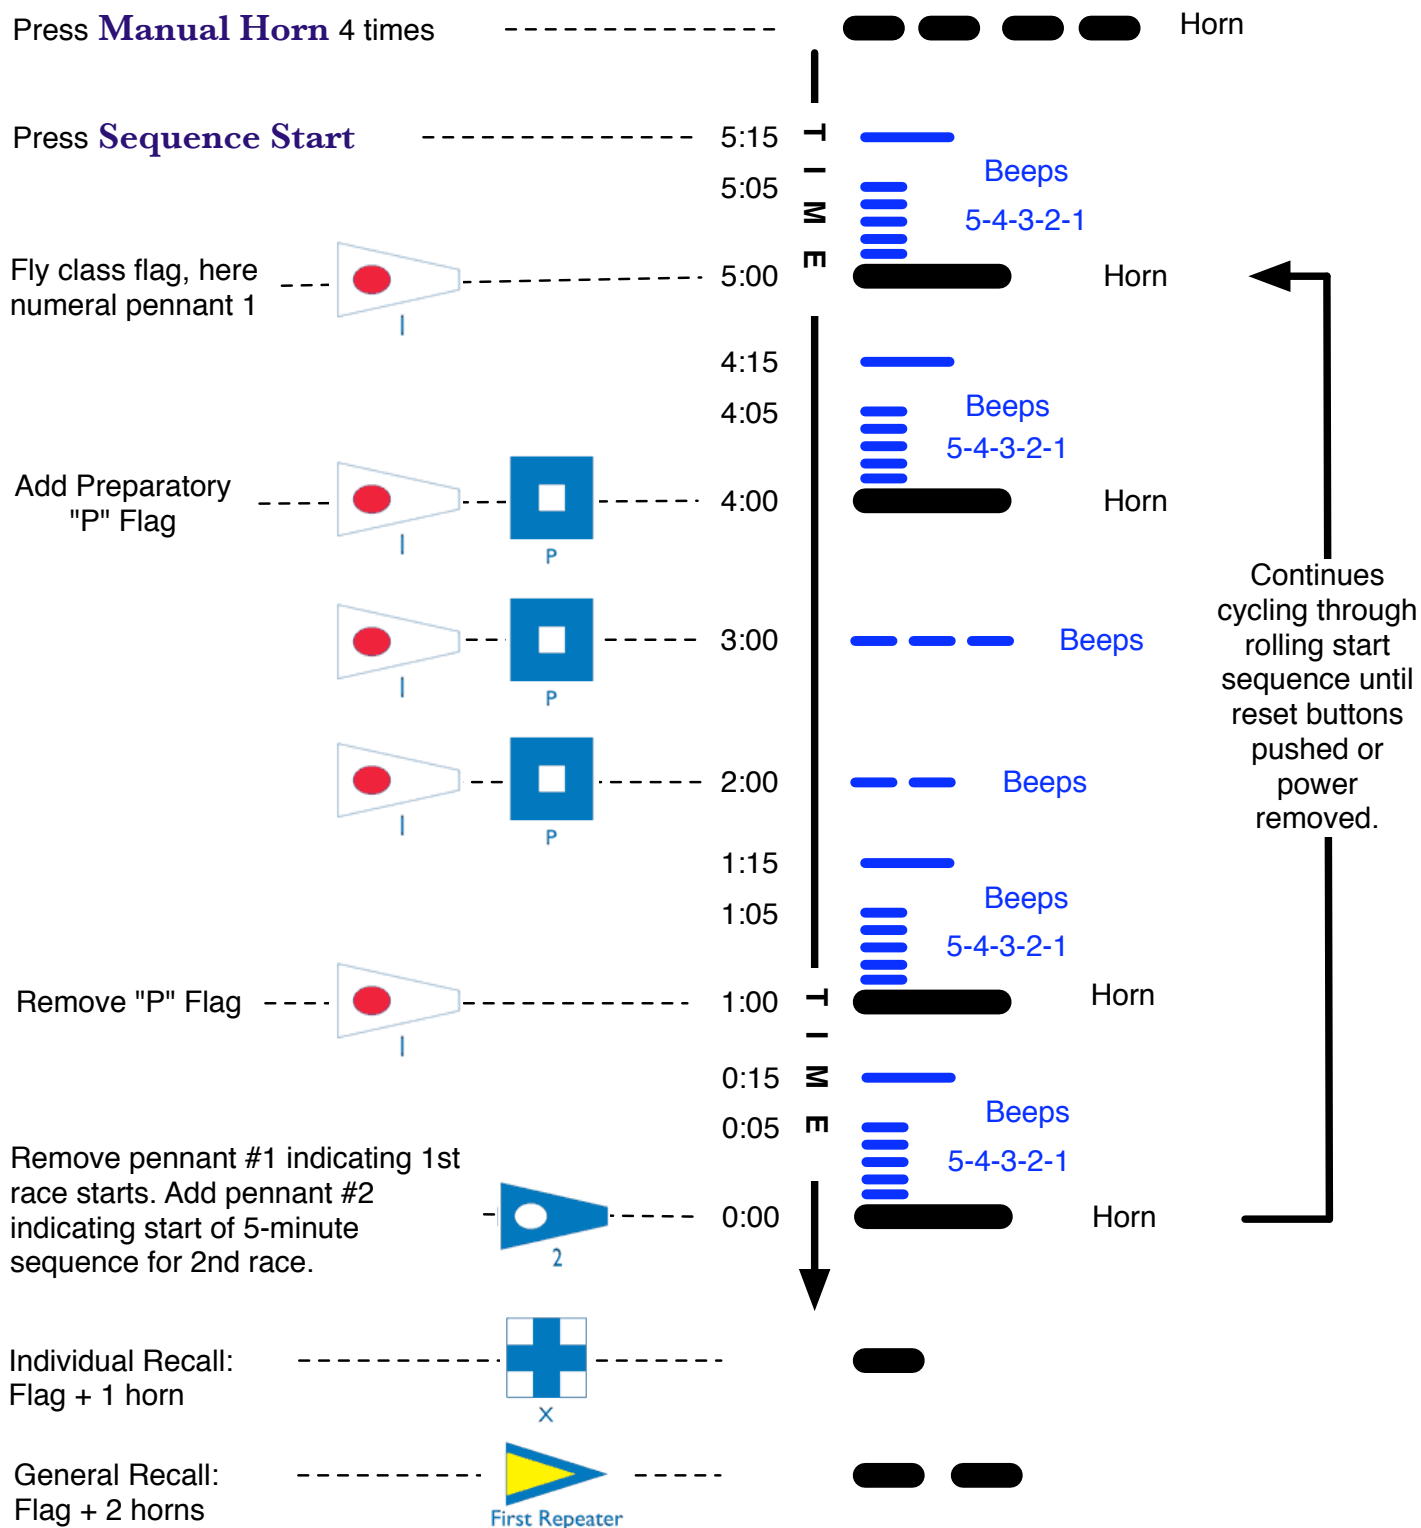 Press Manual Horn 4 times
Horn
Press Sequence Start
5:15
T I M E
Beeps
5:05
5-4-3-2-1
Fly class flag, here
numeral pennant 1
1
5:00
Horn
4:15
4:05
Beeps
5-4-3-2-1
Add Preparatory
"P" Flag
1
P
4:00
Horn
1
P
3:00
Beeps
1
P
2:00
Beeps
Continues
cycling through
rolling start
sequence until
reset buttons
pushed or
power
removed.
1:15
1:05
Beeps
5-4-3-2-1
Remove "P" Flag
1
1:00
Horn
T I M E
0:15
0:05
Beeps
5-4-3-2-1
Remove pennant #1 indicating 1st
race starts. Add pennant #2
indicating start of 5-minute
sequence for 2nd race.
2
0:00
Horn
Individual Recall:
Flag + 1 horn
X
General Recall:
Flag + 2 horns
First Repeater